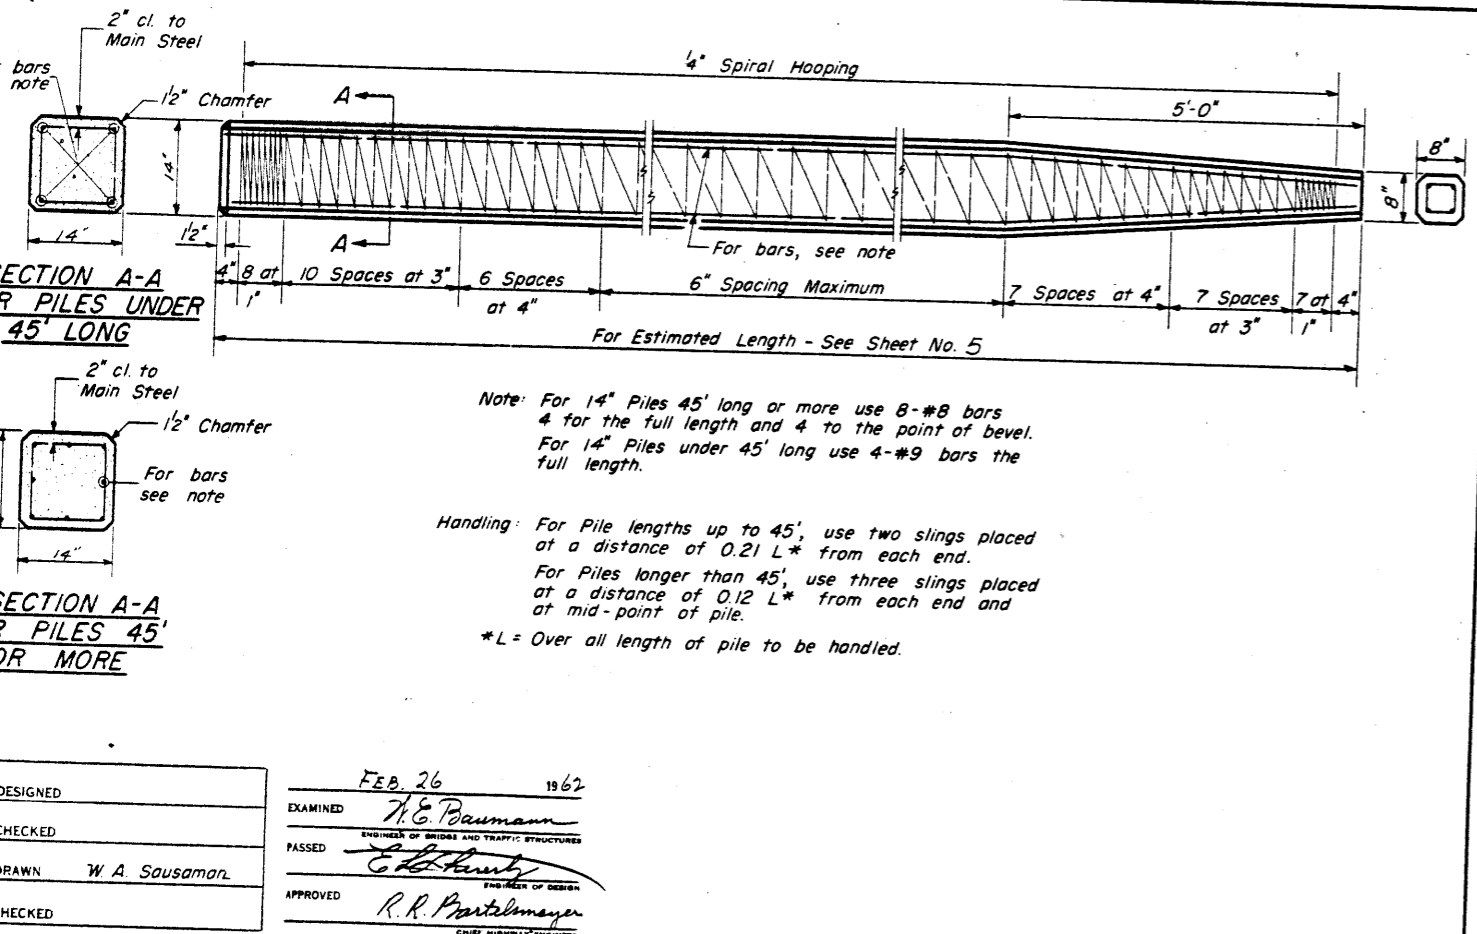 2" cl. to
Main Steel
bars
note
1½" Chamfer
14"
14"
SECTION A-A
PILES UNDER
45' LONG
¼" Spiral Hooping
A
A
5'-0"
8"
8"
1½"
For bars, see note
4"
8 at
1"
10 Spaces at 3"
6 Spaces
at 4"
6" Spacing Maximum
7 Spaces at 4"
7 Spaces
at 3"
7 at
1"
4"
For Estimated Length - See Sheet No. 5
2" cl. to
Main Steel
1½" Chamfer
For bars
see note
14"
SECTION A-A
PILES 45'
OR MORE
Note: For 14" Piles 45' long or more use 8-#8 bars
4 for the full length and 4 to the point of bevel.
For 14" Piles under 45' long use 4-#9 bars the
full length.
Handling: For Pile lengths up to 45', use two slings placed
at a distance of 0.21 L* from each end.
For Piles longer than 45', use three slings placed
at a distance of 0.12 L* from each end and
at mid-point of pile.
*L = Over all length of pile to be handled.
DESIGNED
CHECKED
DRAWN W. A. Sausaman
CHECKED
FEB. 26 1962
EXAMINED W. E. Baumann
ENGINEER OF BRIDGE AND TRAFFIC STRUCTURES
PASSED
ENGINEER OF DESIGN
APPROVED R. R. Bartelsmeyer
CHIEF HIGHWAY ENGINEER